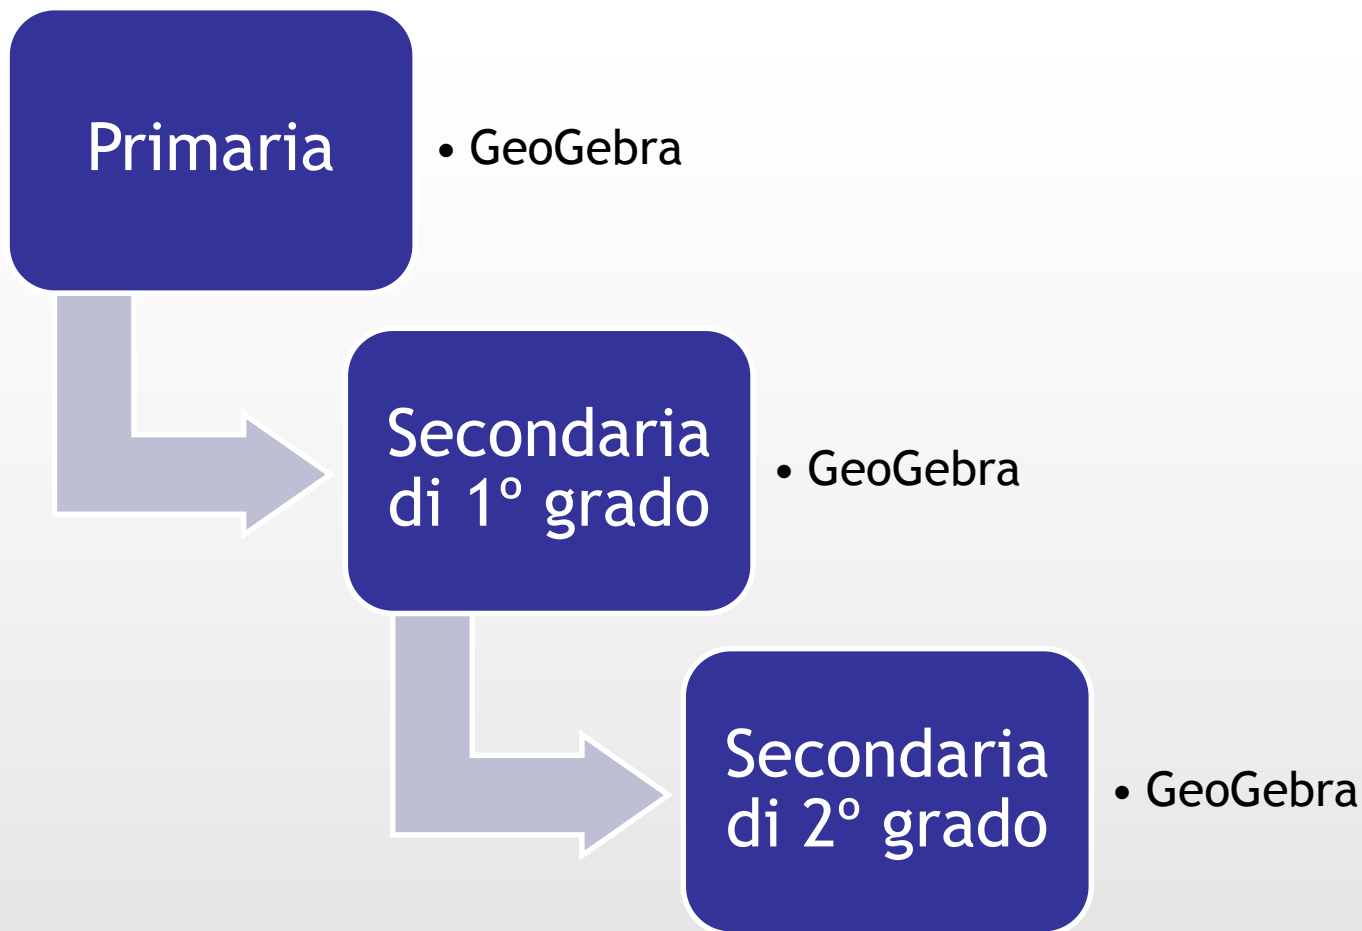 Primaria
• GeoGebra
Secondaria
di 1º grado
• GeoGebra
Secondaria
di 2º grado
• GeoGebra